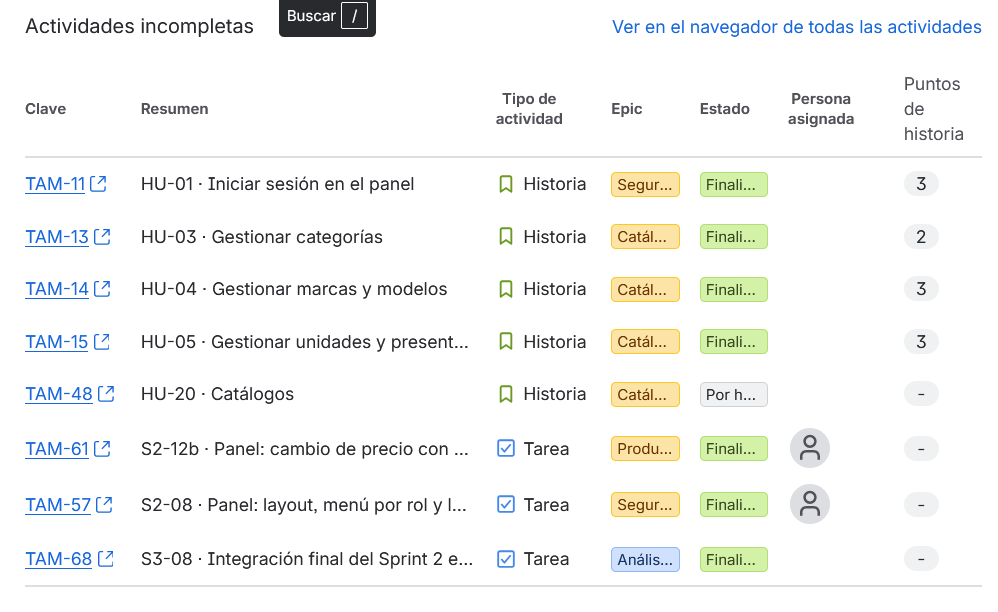 Actividades incompletas
Buscar /
Ver en el navegador de todas las actividades
Clave Resumen Tipo de actividad Epic Estado Persona asignada Puntos de historia
TAM-11 HU-01 · Iniciar sesión en el panel Historia Segur... Finali... 3
TAM-13 HU-03 · Gestionar categorías Historia Catál... Finali... 2
TAM-14 HU-04 · Gestionar marcas y modelos Historia Catál... Finali... 3
TAM-15 HU-05 · Gestionar unidades y present... Historia Catál... Finali... 3
TAM-48 HU-20 · Catálogos Historia Catál... Por h... -
TAM-61 S2-12b · Panel: cambio de precio con ... Tarea Produ... Finali... -
TAM-57 S2-08 · Panel: layout, menú por rol y l... Tarea Segur... Finali... -
TAM-68 S3-08 · Integración final del Sprint 2 e... Tarea Anális... Finali... -